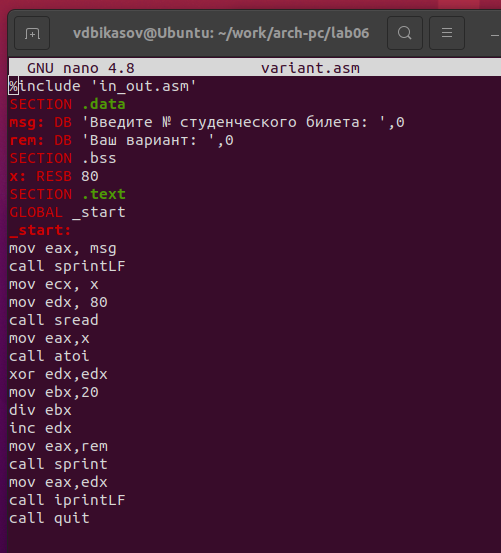 vdbikasov@Ubuntu: ~/work/arch-pc/lab06
GNU nano 4.8 variant.asm
%include 'in_out.asm'
SECTION .data
msg: DB 'Введите № студенческого билета: ',0
rem: DB 'Ваш вариант: ',0
SECTION .bss
x: RESB 80
SECTION .text
GLOBAL _start
_start:
mov eax, msg
call sprintLF
mov ecx, x
mov edx, 80
call sread
mov eax,x
call atoi
xor edx,edx
mov ebx,20
div ebx
inc edx
mov eax,rem
call sprint
mov eax,edx
call iprintLF
call quit